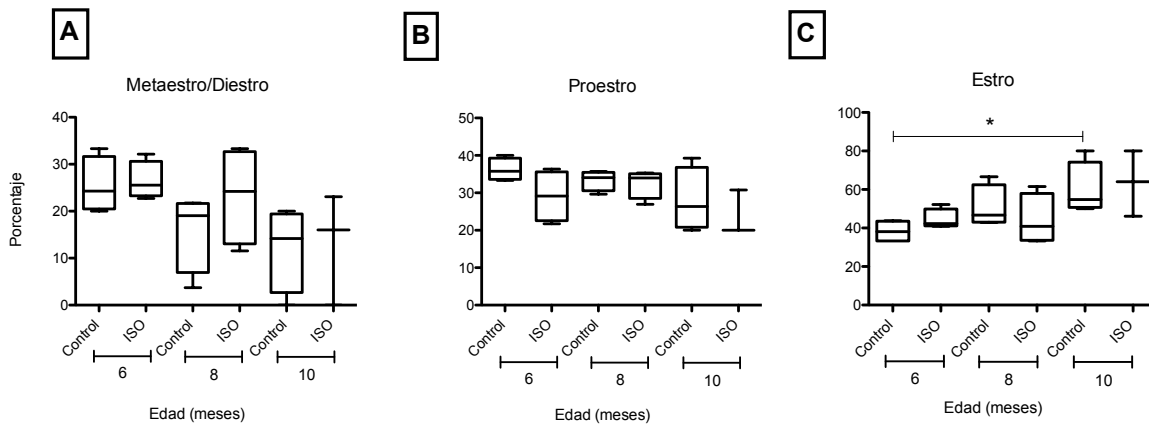 A
Metaestro/Diestro
Porcentaje
40
30
20
10
0
Control
ISO
Control
ISO
Control
ISO
6
8
10
Edad (meses)
B
Proestro
50
40
30
20
10
0
Control
ISO
Control
ISO
Control
ISO
6
8
10
Edad (meses)
C
Estro
100
80
60
40
20
0
*
Control
ISO
Control
ISO
Control
ISO
6
8
10
Edad (meses)